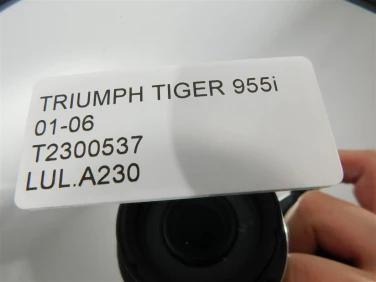 TRIUMPH TIGER 955i
01-06
T2300537
LUL.A230